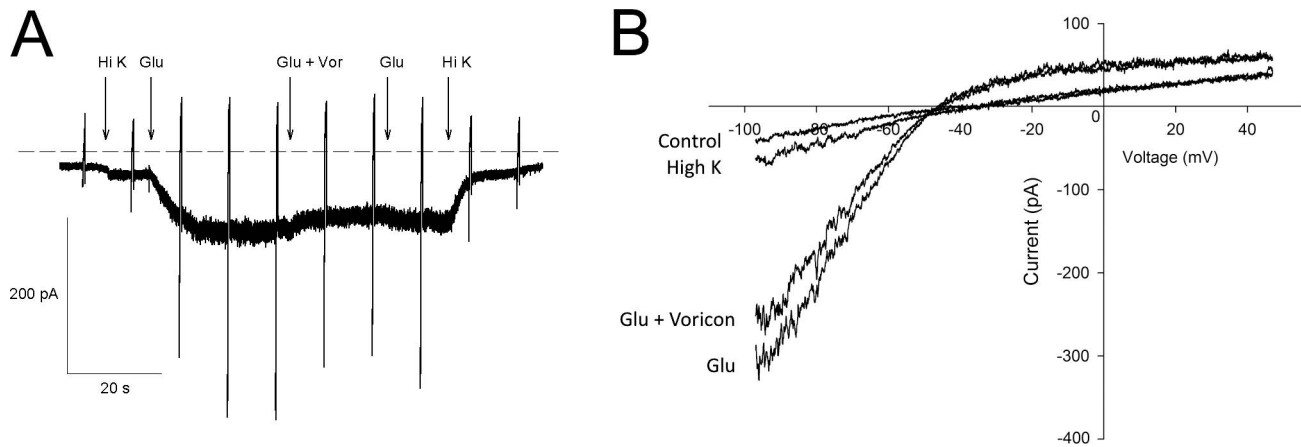 A
Hi K Glu Glu + Vor Glu Hi K
200 pA
20 s
B
100
-100 -80 -60 -40 -20 0 20 40
Control
High K
Voltage (mV)
-100
Current (pA)
-200
Glu + Voricon
-300
Glu
-400